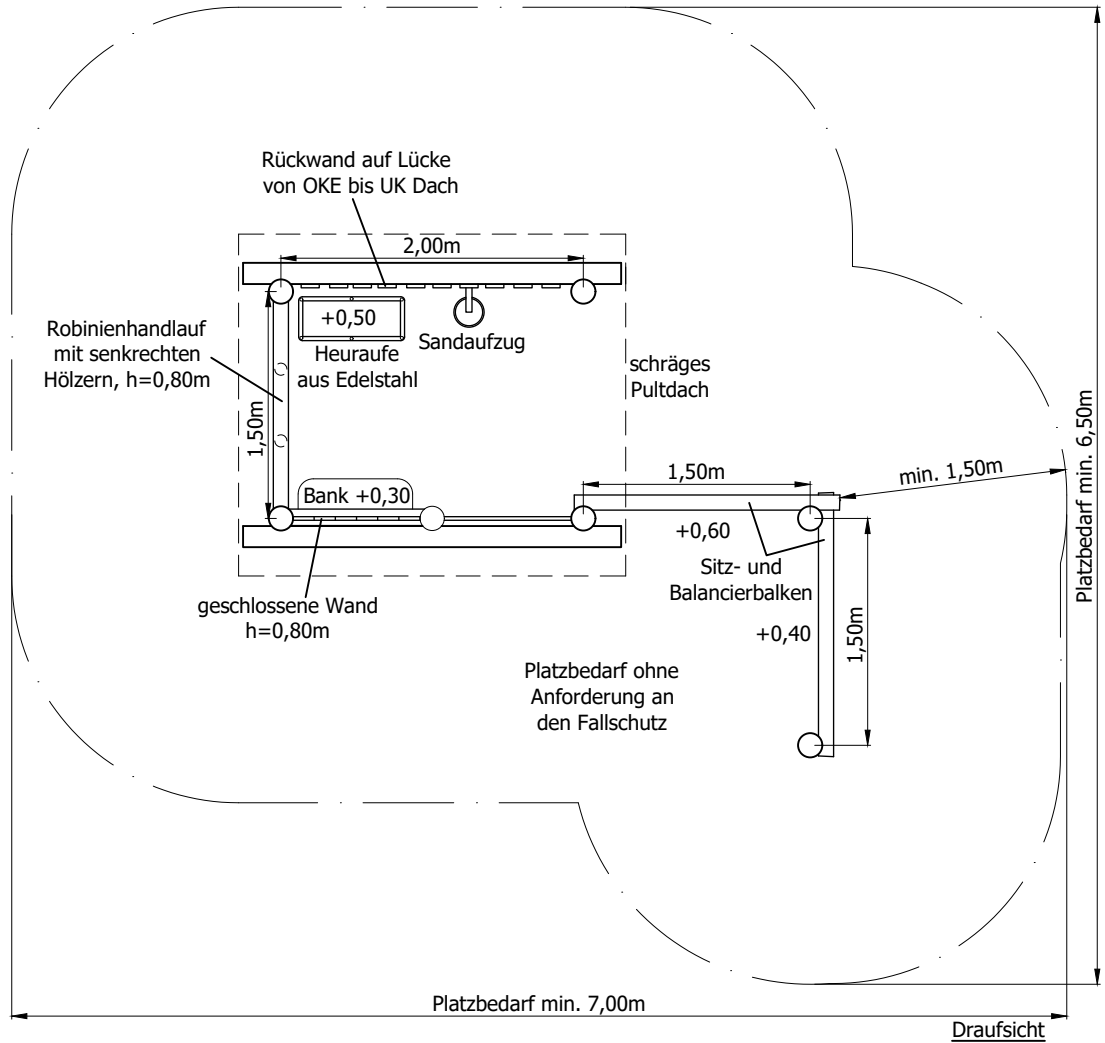 Rückwand auf Lücke
von OKE bis UK Dach
2,00m
+0,50
Sandaufzug
Heuraufe
aus Edelstahl
Robinienhandlauf
mit senkrechten
Hölzern, h=0,80m
1,50m
schräges
Pultdach
Bank +0,30
1,50m
min. 1,50m
+0,60
Sitz- und
Balancierbalken
+0,40
1,50m
geschlossene Wand
h=0,80m
Platzbedarf ohne
Anforderung an
den Fallschutz
Platzbedarf min. 6,50m
Platzbedarf min. 7,00m
Draufsicht